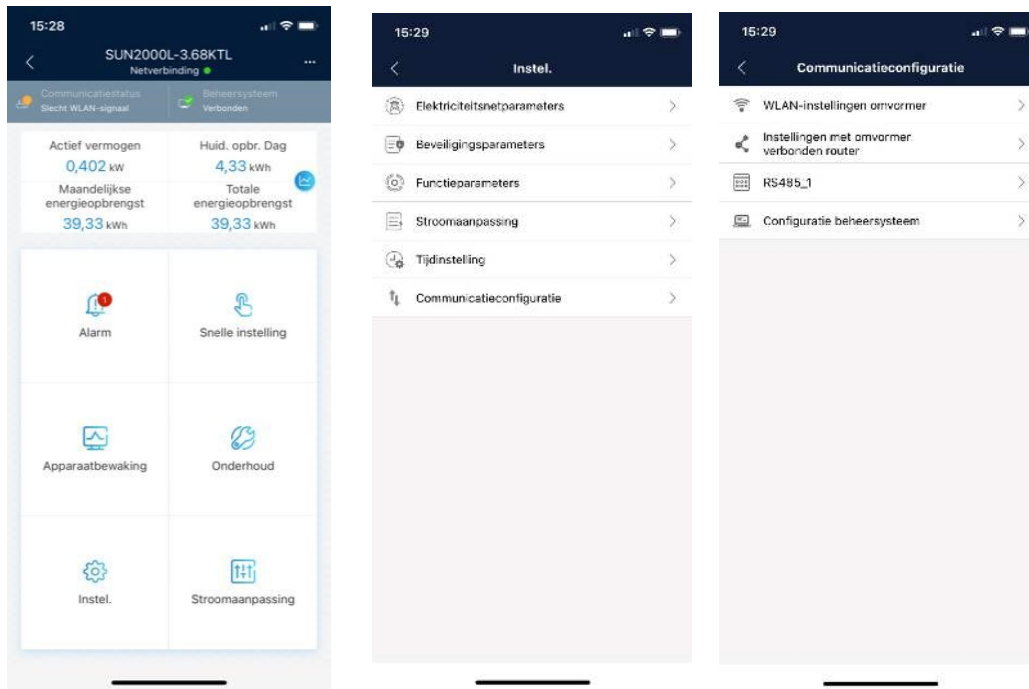 15:28
SUN2000L-3.68KTL
Netverbinding
...
Communicatiestatus
Slecht WLAN-signaal
Beheersysteem
Verbonden
Actief vermogen
0,402 kW
Huid. opbr. Dag
4,33 kWh
Maandelijkse
energieopbrengst
39,33 kWh
Totale
energieopbrengst
39,33 kWh
1
Alarm
Snelle instelling
Apparaatbewaking
Onderhoud
Instel.
Stroomaanpassing
15:29
Instel.
Elektriciteitsnetparameters
Beveiligingsparameters
Functieparameters
Stroomaanpassing
Tijdinstelling
Communicatieconfiguratie
15:29
Communicatieconfiguratie
WLAN-instellingen omvormer
Instellingen met omvormer
verbonden router
RS485_1
Configuratie beheersysteem